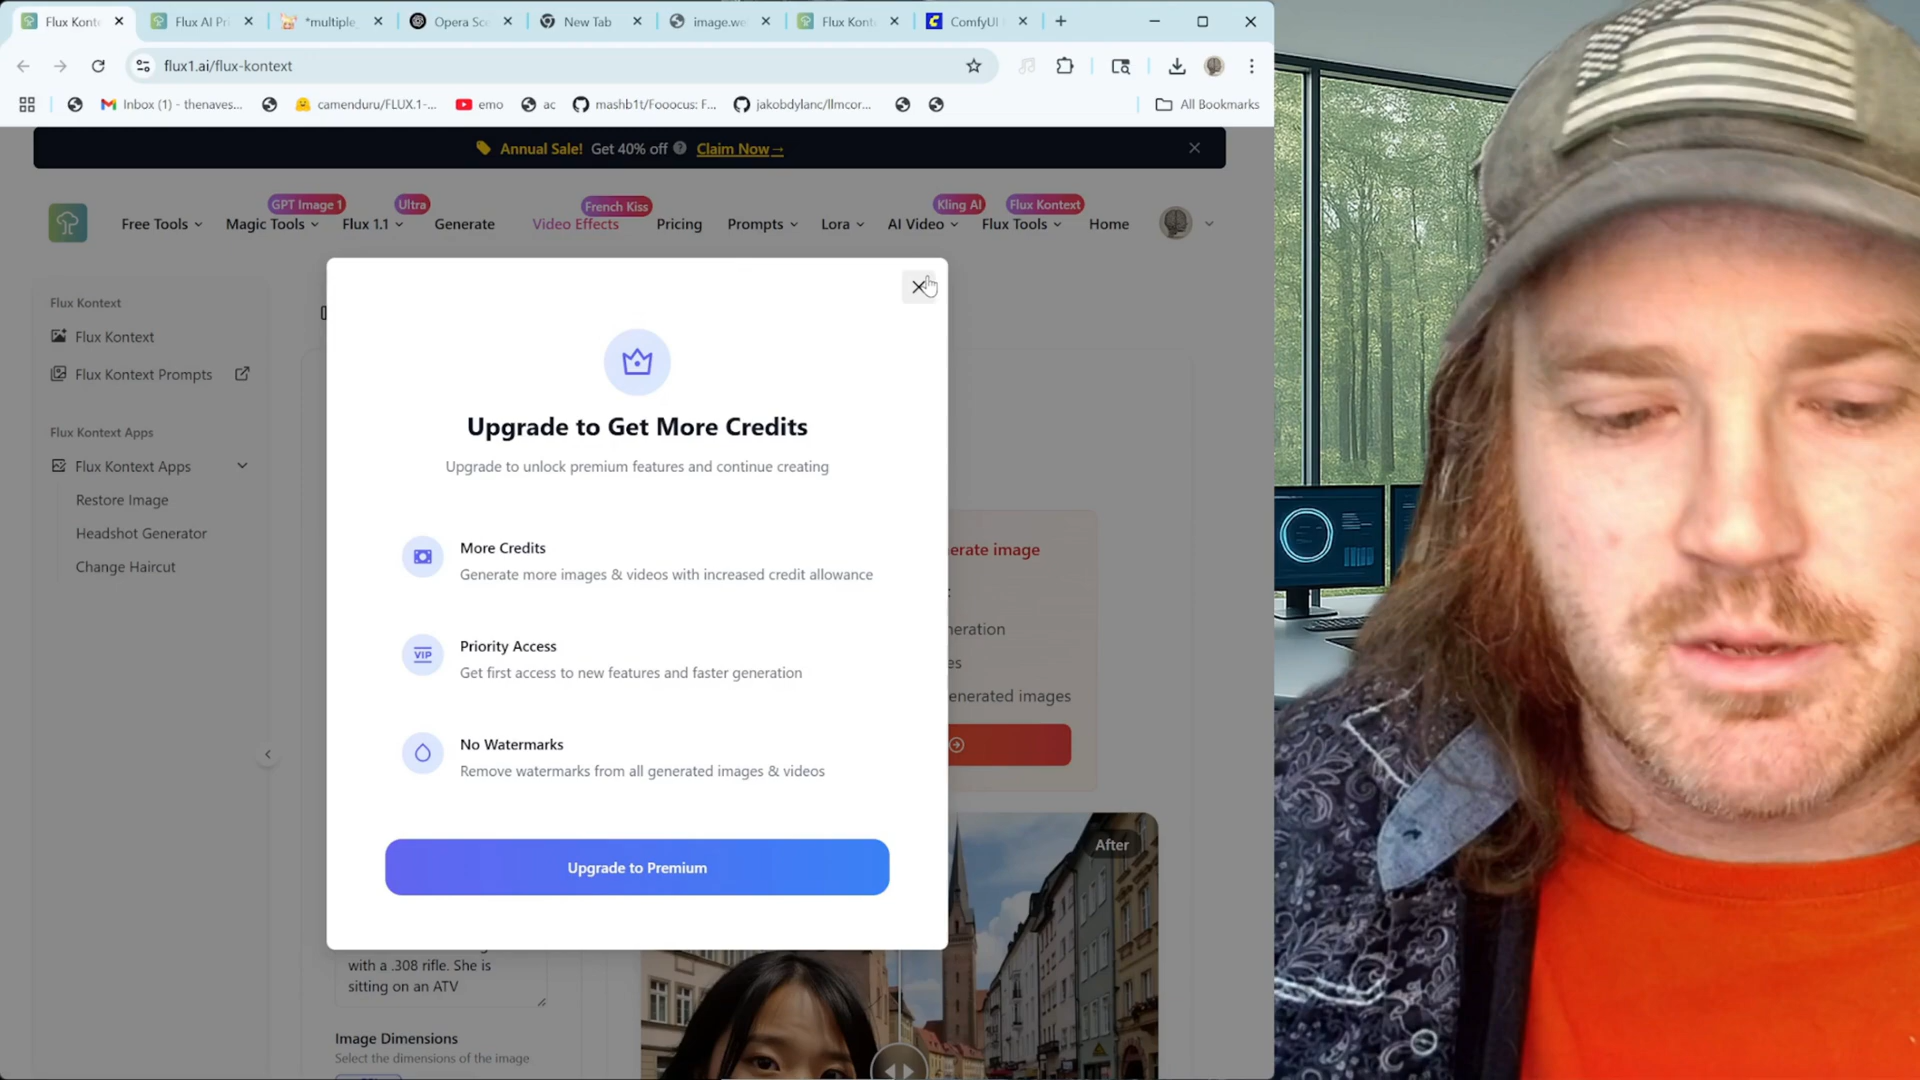 Flux Kont
Flux AI Pr
*multiple_
Opera Sc
New Tab
image.we
Flux Kont
ComfyUI
flux1.ai/flux-kontext
Inbox (1) - thenaves...
camenduru/FLUX.1-...
emo
ac
mashb1t/Fooocus: F...
jakobdylanc/llmcor...
All Bookmarks
Annual Sale! Get 40% off Claim Now→
GPT Image 1
Ultra
French Kiss
Kling AI
Flux Kontext
Free Tools
Magic Tools
Flux 1.1
Generate
Video Effects
Pricing
Prompts
Lora
AI Video
Flux Tools
Home
Flux Kontext
Flux Kontext
Flux Kontext Prompts
Flux Kontext Apps
Flux Kontext Apps
Restore Image
Headshot Generator
Change Haircut
Upgrade to Get More Credits
Upgrade to unlock premium features and continue creating
More Credits
Generate more images & videos with increased credit allowance
Priority Access
Get first access to new features and faster generation
VIP
No Watermarks
Remove watermarks from all generated images & videos
Upgrade to Premium
erate image
eration
es
enerated images
After
with a .308 rifle. She is
sitting on an ATV
Image Dimensions
Select the dimensions of the image